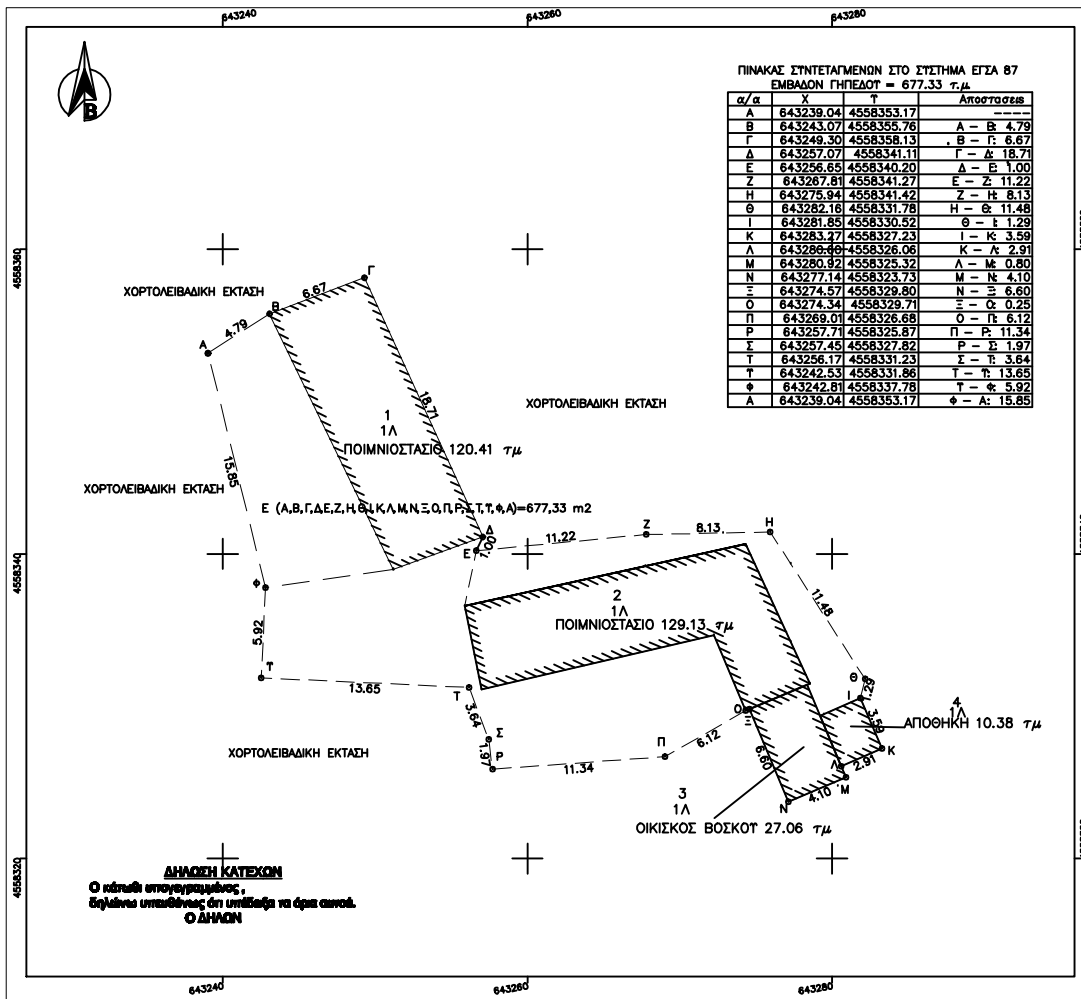 643240
643260
643280
Β
ΠΙΝΑΚΑΣ ΣΥΝΤΕΤΑΓΜΕΝΩΝ ΣΤΟ ΣΥΣΤΗΜΑ ΕΓΣΑ 87
ΕΜΒΑΔΟΝ ΓΗΠΕΔΟΥ = 677.33 τ.μ.
α/α Χ Υ Αποστασεις
Α 643239.04 4558353.17 ----
Β 643243.07 4558355.76 Α - Β: 4.79
Γ 643249.30 4558358.13 Β - Γ: 6.67
Δ 643257.07 4558341.11 Γ - Δ: 18.71
Ε 643256.65 4558340.20 Δ - Ε: 1.00
Ζ 643267.81 4558341.27 Ε - Ζ: 11.22
Η 643275.94 4558341.42 Ζ - Η: 8.13
Θ 643282.16 4558331.78 Η - Θ: 11.48
Ι 643281.85 4558330.52 Θ - Ι: 1.29
Κ 643283.27 4558327.23 Ι - Κ: 3.59
Λ 643280.60 4558326.06 Κ - Λ: 2.91
Μ 643280.92 4558325.32 Λ - Μ: 0.80
Ν 643277.14 4558323.73 Μ - Ν: 4.10
Ξ 643274.57 4558329.80 Ν - Ξ: 6.60
Ο 643274.34 4558329.71 Ξ - Ο: 0.25
Π 643269.01 4558326.68 Ο - Π: 6.12
Ρ 643257.71 4558325.87 Π - Ρ: 11.34
Σ 643257.45 4558327.82 Ρ - Σ: 1.97
Τ 643256.17 4558331.23 Σ - Τ: 3.64
Υ 643242.53 4558331.86 Τ - Υ: 13.65
Φ 643242.81 4558337.78 Υ - Φ: 5.92
Α 643239.04 4558353.17 Φ - Α: 15.85
4558360
Γ
6.67
ΧΟΡΤΟΛΕΙΒΑΔΙΚΗ ΕΚΤΑΣΗ
Β
4.79
Α
18.71
1
1Λ
ΠΟΙΜΝΙΟΣΤΑΣΙΟ 120.41 τμ
ΧΟΡΤΟΛΕΙΒΑΔΙΚΗ ΕΚΤΑΣΗ
15.85
ΧΟΡΤΟΛΕΙΒΑΔΙΚΗ ΕΚΤΑΣΗ
Ε (Α,Β,Γ,Δ,Ε,Ζ,Η,Θ,Ι,Κ,Λ,Μ,Ν,Ξ,Ο,Π,Ρ,Σ,Τ,Υ,Φ,Α)=677,33 m2
Δ
Ε
1.00
11.22
Ζ
8.13
Η
4558340
Φ
5.92
Υ
13.65
Τ
3.64
Σ
1.97
Ρ
11.34
Π
6.12
2
1Λ
ΠΟΙΜΝΙΟΣΤΑΣΙΟ 129.13 τμ
11.48
Θ
1.29
Ι
3.59
Κ
2.91
Λ
Μ
4.10
Ν
6.60
Ο
Ξ
4
1Λ
ΑΠΟΘΗΚΗ 10.38 τμ
ΧΟΡΤΟΛΕΙΒΑΔΙΚΗ ΕΚΤΑΣΗ
3
1Λ
ΟΙΚΙΣΚΟΣ ΒΟΣΚΟΥ 27.06 τμ
4558320
ΔΗΛΩΣΗ ΚΑΤΕΧΩΝ
Ο κάτωθι υπογεγραμμένος ,
δηλώνω υπευθύνως ότι υπέδειξα τα όρια αυτού.
Ο ΔΗΛΩΝ
643240
643260
643280